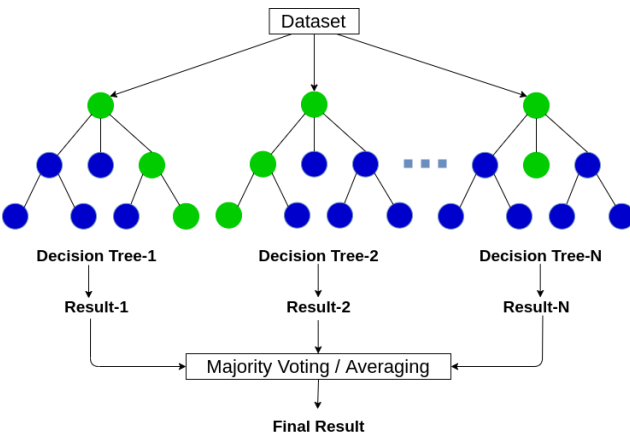 Dataset
Decision Tree-1
Decision Tree-2
Decision Tree-N
Result-1
Result-2
Result-N
Majority Voting / Averaging
Final Result